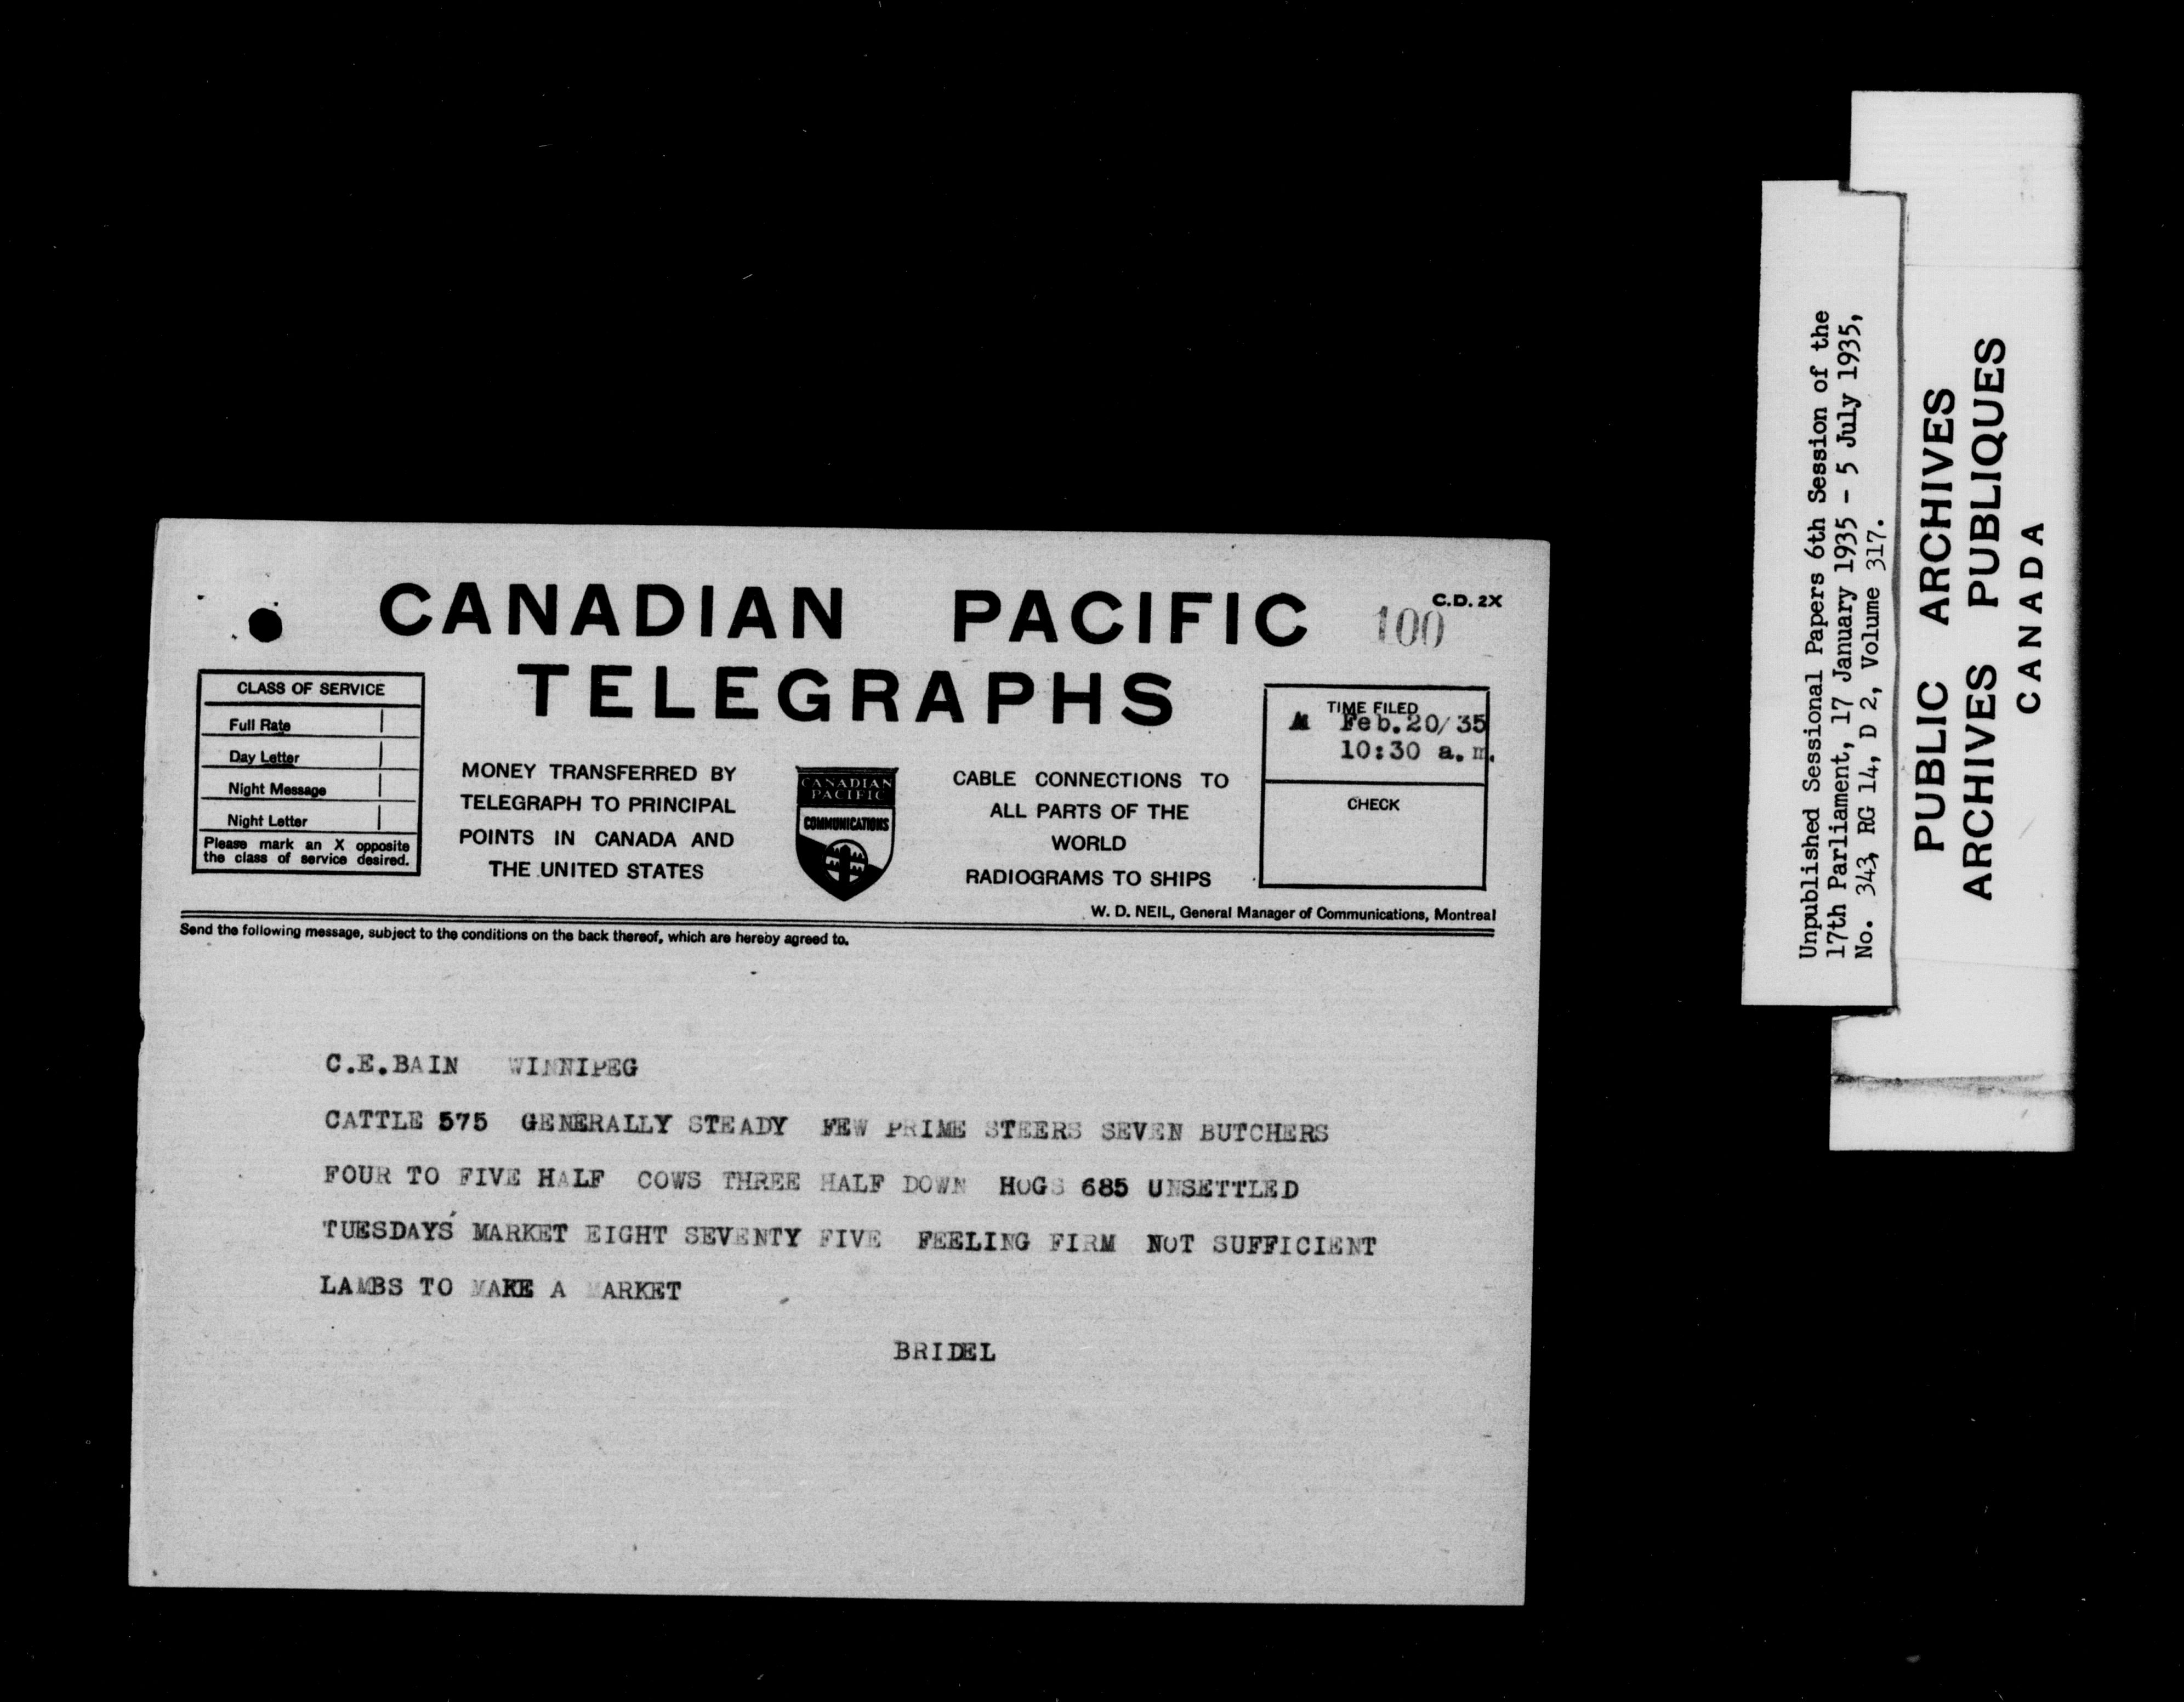 CANADIAN PACIFIC
TELEGRAPHS
C.D. 2X
100
CLASS OF SERVICE
Full Rate
Day Letter
Night Message
Night Letter
Please mark an X opposite
the class of service desired.
MONEY TRANSFERRED BY
TELEGRAPH TO PRINCIPAL
POINTS IN CANADA AND
THE UNITED STATES
CANADIAN
PACIFIC
COMMUNICATIONS
CABLE CONNECTIONS TO
ALL PARTS OF THE
WORLD
RADIOGRAMS TO SHIPS
TIME FILED
Feb.20/35
10:30 a.m.
CHECK
W. D. NEIL, General Manager of Communications, Montreal
Send the following message, subject to the conditions on the back thereof, which are hereby agreed to.
C.E.BAIN WINNIPEG
CATTLE 575 GENERALLY STEADY FEW PRIME STEERS SEVEN BUTCHERS
FOUR TO FIVE HALF COWS THREE HALF DOWN HOGS 685 UNSETTLED
TUESDAYS' MARKET EIGHT SEVENTY FIVE FEELING FIRM NOT SUFFICIENT
LAMBS TO MAKE A MARKET
BRIDEL
Unpublished Sessional Papers 6th Session of the
17th Parliament, 17 January 1935 - 5 July 1935,
No. 343, RG 14, D 2, Volume 317.
PUBLIC ARCHIVES
ARCHIVES PUBLIQUES
CANADA